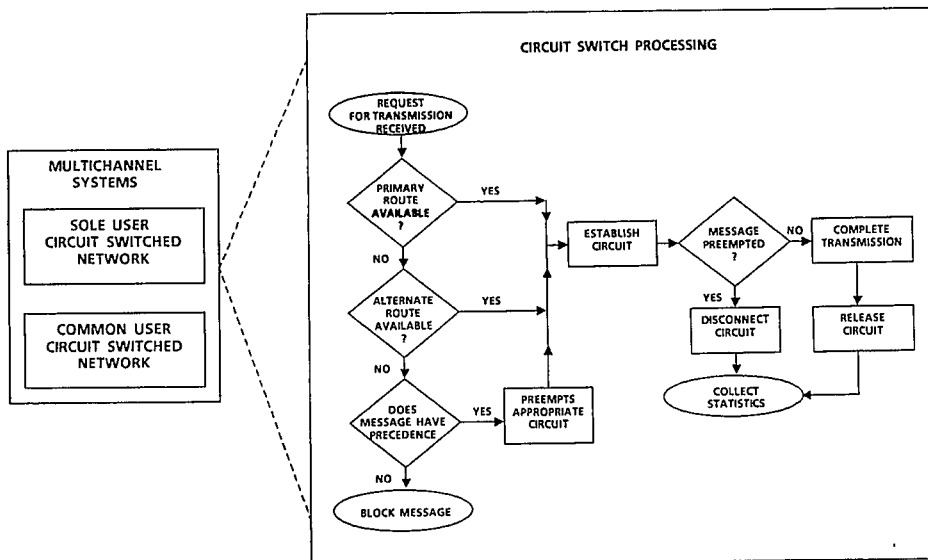 CIRCUIT SWITCH PROCESSING
MULTICHANNEL
SYSTEMS
SOLE USER
CIRCUIT SWITCHED
NETWORK
COMMON USER
CIRCUIT SWITCHED
NETWORK
REQUEST
FOR TRANSMISSION
RECEIVED
PRIMARY
ROUTE
AVAILABLE
?
YES
NO
ALTERNATE
ROUTE
AVAILABLE
?
YES
NO
DOES
MESSAGE HAVE
PRECEDENCE
YES
NO
BLOCK MESSAGE
PREEMPTS
APPROPRIATE
CIRCUIT
ESTABLISH
CIRCUIT
MESSAGE
PREEMPTED
?
NO
YES
COMPLETE
TRANSMISSION
DISCONNECT
CIRCUIT
RELEASE
CIRCUIT
COLLECT
STATISTICS